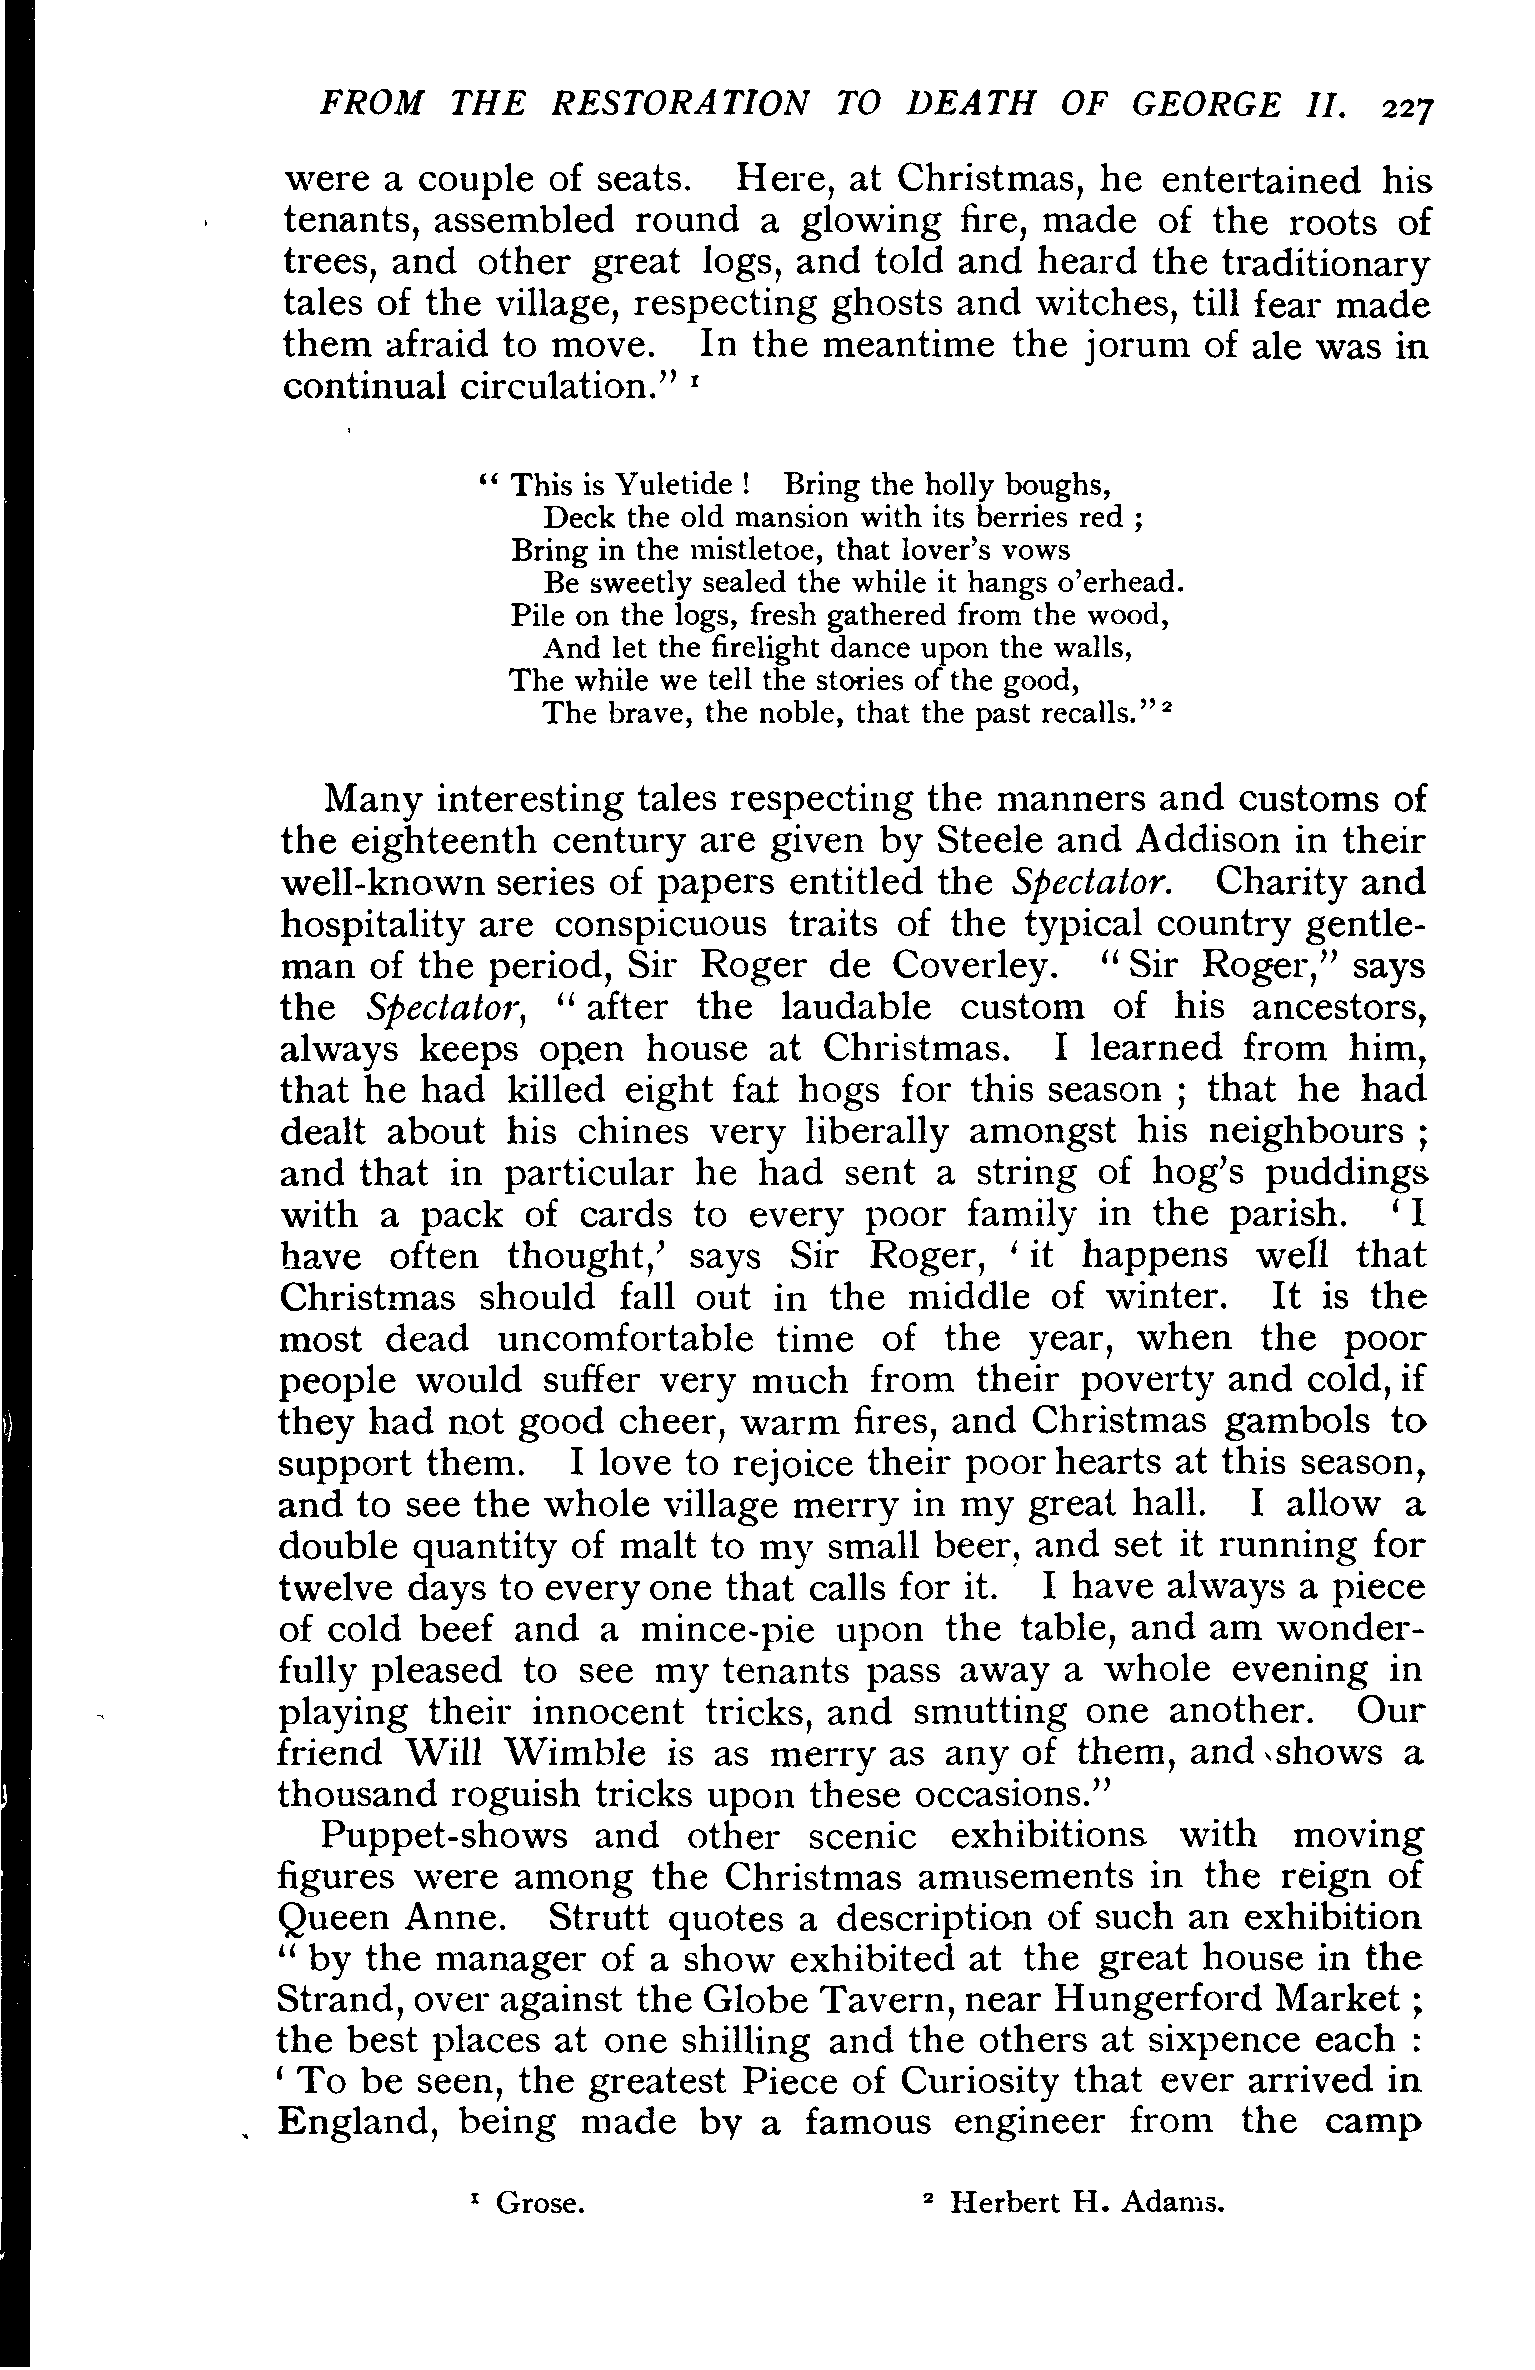 FROM THE RESTORATION TO DEATH OF GEORGE II. 227
were a couple of seats. Here, at Christmas, he entertained his
tenants, assembled round a glowing fire, made of the roots of
trees, and other great logs, and told and heard the traditionary
tales of the village, respecting ghosts and witches, till fear made
them afraid to move. In the meantime the jorum of ale was in
continual circulation." ¹
" This is Yuletide ! Bring the holly boughs,
Deck the old mansion with its berries red ;
Bring in the mistletoe, that lover's vows
Be sweetly sealed the while it hangs o'erhead.
Pile on the logs, fresh gathered from the wood,
And let the firelight dance upon the walls,
The while we tell the stories of the good,
The brave, the noble, that the past recalls." ²
Many interesting tales respecting the manners and customs of
the eighteenth century are given by Steele and Addison in their
well-known series of papers entitled the Spectator. Charity and
hospitality are conspicuous traits of the typical country gentle-
man of the period, Sir Roger de Coverley. " Sir Roger," says
the Spectator, " after the laudable custom of his ancestors,
always keeps open house at Christmas. I learned from him,
that he had killed eight fat hogs for this season ; that he had
dealt about his chines very liberally amongst his neighbours ;
and that in particular he had sent a string of hog's puddings
with a pack of cards to every poor family in the parish. ' I
have often thought,' says Sir Roger, ' it happens well that
Christmas should fall out in the middle of winter. It is the
most dead uncomfortable time of the year, when the poor
people would suffer very much from their poverty and cold, if
they had not good cheer, warm fires, and Christmas gambols to
support them. I love to rejoice their poor hearts at this season,
and to see the whole village merry in my great hall. I allow a
double quantity of malt to my small beer, and set it running for
twelve days to every one that calls for it. I have always a piece
of cold beef and a mince-pie upon the table, and am wonder-
fully pleased to see my tenants pass away a whole evening in
playing their innocent tricks, and smutting one another. Our
friend Will Wimble is as merry as any of them, and shows a
thousand roguish tricks upon these occasions."
Puppet-shows and other scenic exhibitions with moving
figures were among the Christmas amusements in the reign of
Queen Anne. Strutt quotes a description of such an exhibition
" by the manager of a show exhibited at the great house in the
Strand, over against the Globe Tavern, near Hungerford Market ;
the best places at one shilling and the others at sixpence each :
' To be seen, the greatest Piece of Curiosity that ever arrived in
England, being made by a famous engineer from the camp
¹ Grose. ² Herbert H. Adams.